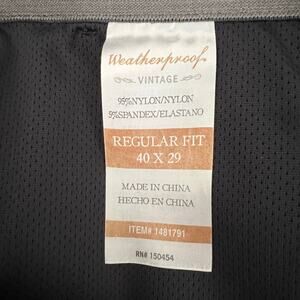 Weatherproof®
VINTAGE
95%NYLON/NYLON
5%SPANDEX/ELASTANO
REGULAR FIT
40 X 29
MADE IN CHINA
HECHO EN CHINA
ITEM# 1481791
RN# 150454